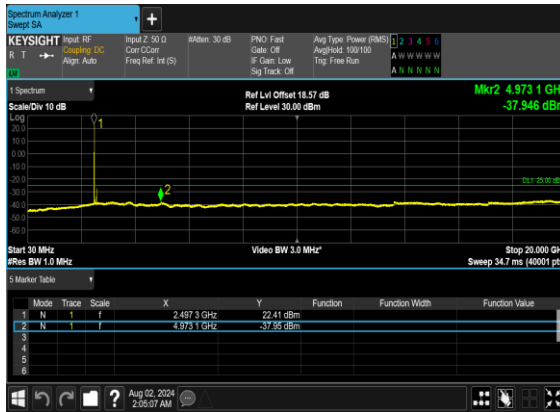 Spectrum Analyzer 1
Swept SA
KEYSIGHT
R T
Input: RF
Coupling: DC
Align: Auto
Input Z: 50 Ω
Corr CCorr
Freq Ref: Int (S)
#Atten: 30 dB
PNO: Fast
Gate: Off
IF Gain: Low
Sig Track: Off
Avg Type: Power (RMS)
Avg|Hold: 100/100
Trig: Free Run
1 2 3 4 5 6
A W W W W W
A N N N N N
1 Spectrum
Scale/Div 10 dB
Ref Lvl Offset 18.57 dB
Ref Level 30.00 dBm
Mkr2 4.973 1 GH
-37.946 dBr
Log
20.0
10.0
0.00
-10.0
-20.0
-30.0
-40.0
-50.0
-60.0
1
2
DL1 -25.00 dB
Start 30 MHz
#Res BW 1.0 MHz
Video BW 3.0 MHz*
Stop 20.000 GH
Sweep 34.7 ms (40001 pt
5 Marker Table
Mode Trace Scale X Y Function Function Width Function Value
1 N 1 f 2.497 3 GHz 22.41 dBm
2 N 1 f 4.973 1 GHz -37.95 dBm
3
4
5
6
?
Aug 02, 2024
2:05:07 AM